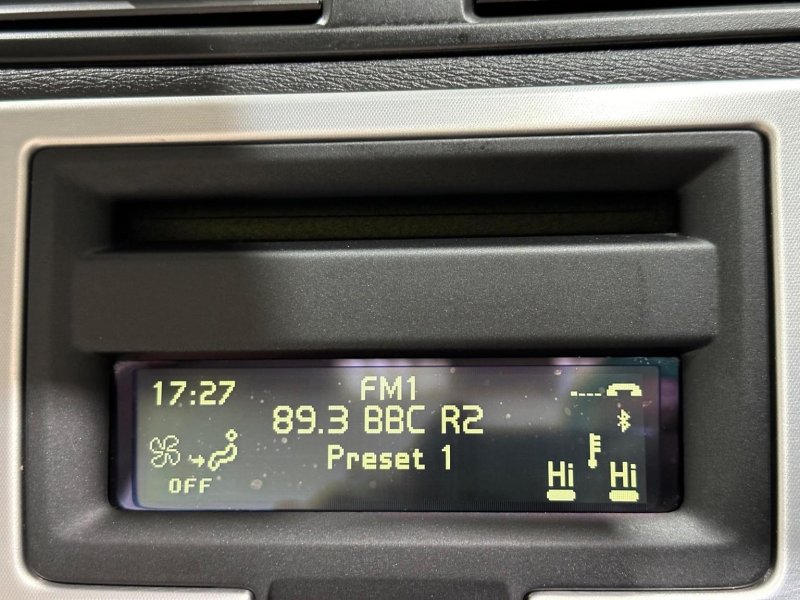 17:27
FM1
89.3 BBC R2
Preset 1
OFF
Hi Hi